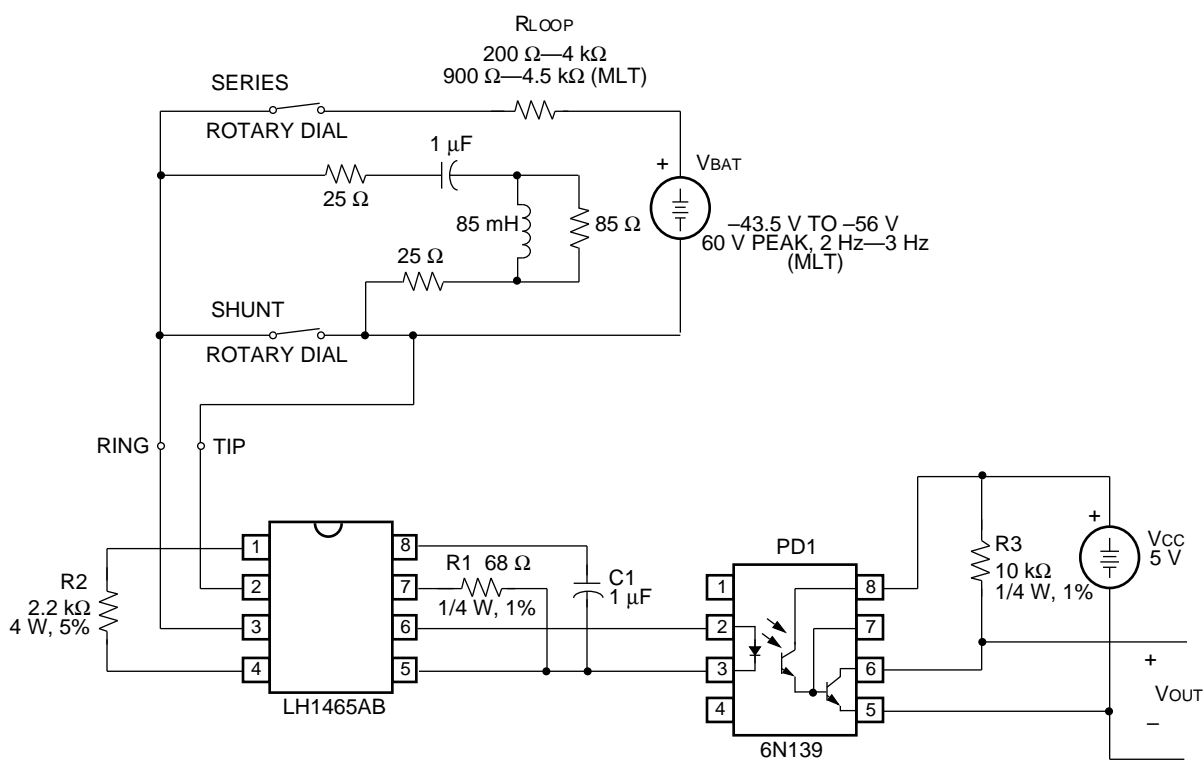 RLOOP
200 Ω—4 kΩ
900 Ω—4.5 kΩ (MLT)
SERIES
ROTARY DIAL
1 μF
+
VBAT
25 Ω
85 mH
85 Ω
–43.5 V TO –56 V
60 V PEAK, 2 Hz—3 Hz
(MLT)
25 Ω
SHUNT
ROTARY DIAL
RING
TIP
R2
2.2 kΩ
4 W, 5%
1
2
3
4
8
7
6
5
LH1465AB
R1 68 Ω
1/4 W, 1%
C1
1 μF
PD1
1
2
3
4
8
7
6
5
6N139
R3
10 kΩ
1/4 W, 1%
+
VCC
5 V
+
VOUT
–